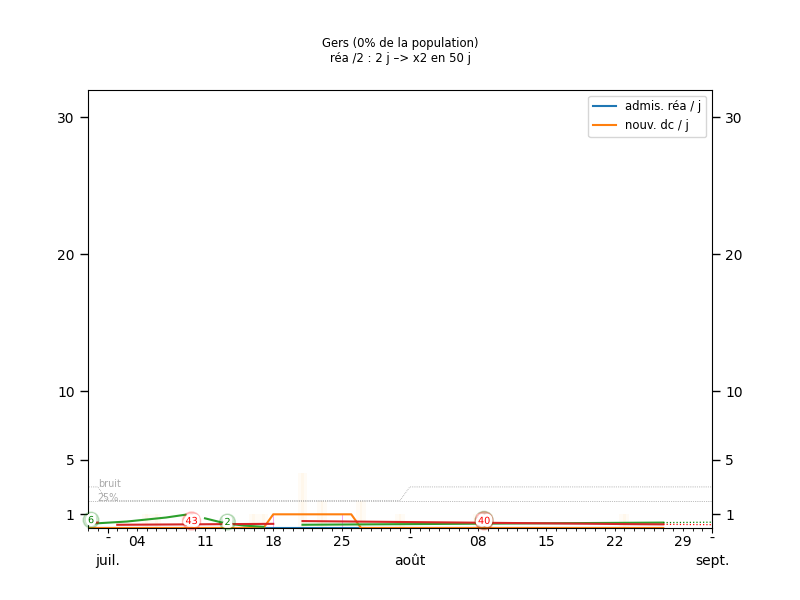 Gers (0% de la population)
réa /2 : 2 j –> x2 en 50 j
admis. réa / j
nouv. dc / j
30
30
20
20
10
10
5
5
bruit
25%
1
1
6
43
2
40
- 04 11 18 25 - 08 15 22 29 -
juil. août sept.